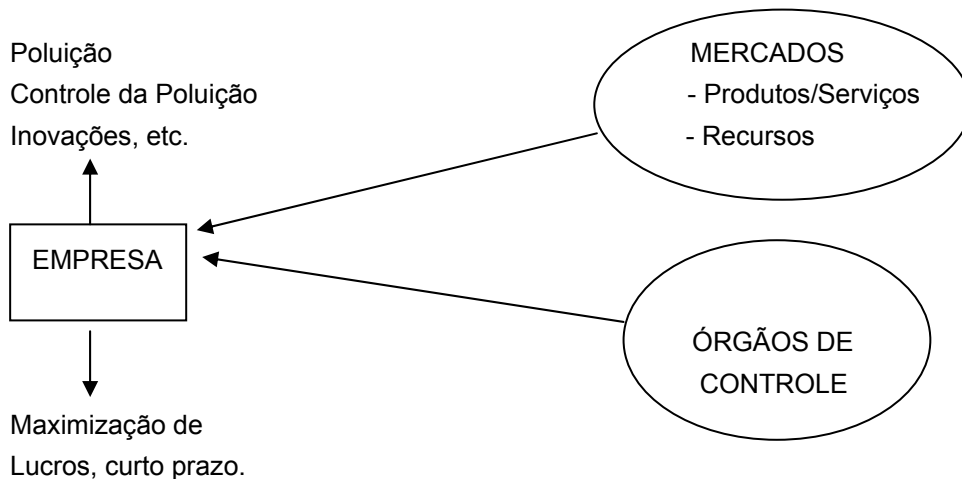 Poluição
Controle da Poluição
Inovações, etc.
EMPRESA
Maximização de
Lucros, curto prazo.
MERCADOS
- Produtos/Serviços
- Recursos
ÓRGÃOS DE
CONTROLE